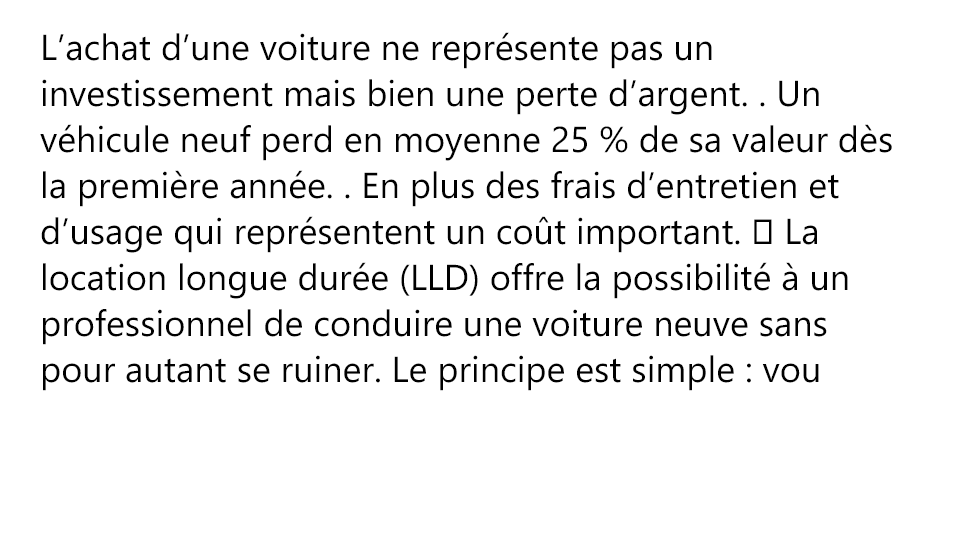 L’achat d’une voiture ne représente pas un
investissement mais bien une perte d’argent. . Un
véhicule neuf perd en moyenne 25 % de sa valeur dès
la première année. . En plus des frais d’entretien et
d’usage qui représentent un coût important. ▯ La
location longue durée (LLD) offre la possibilité à un
professionnel de conduire une voiture neuve sans
pour autant se ruiner. Le principe est simple : vou